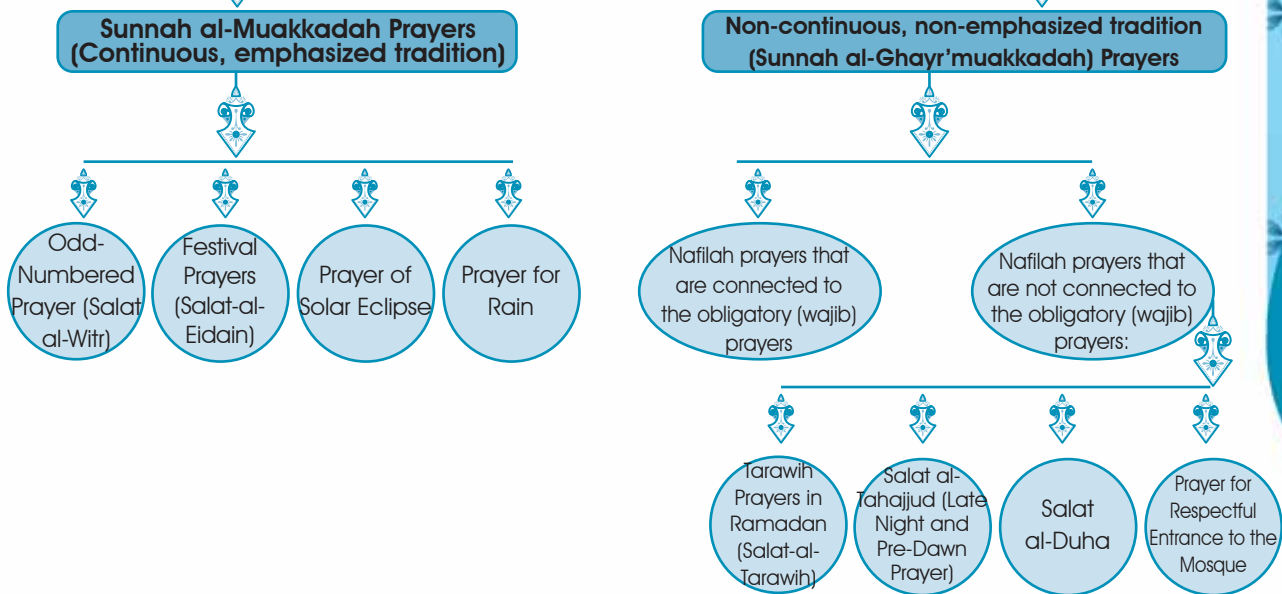 Sunnah al-Muakkadah Prayers
(Continuous, emphasized tradition)
Non-continuous, non-emphasized tradition
(Sunnah al-Ghayr'muakkadah) Prayers
Odd-
Numbered
Prayer (Salat
al-Witr)
Festival
Prayers
(Salat-al-
Eidain)
Prayer of
Solar Eclipse
Prayer for
Rain
Nafilah prayers that
are connected to
the obligatory (wajib)
prayers
Nafilah prayers that
are not connected to
the obligatory (wajib)
prayers:
Tarawih
Prayers in
Ramadan
(Salat-al-
Tarawih)
Salat al-
Tahajjud (Late
Night and
Pre-Dawn
Prayer)
Salat
al-Duha
Prayer for
Respectful
Entrance to the
Mosque